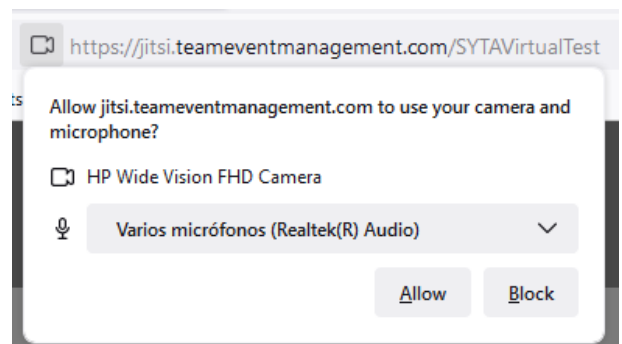 https://jitsi.teameventmanagement.com/SYTAVirtualTest
ts
Allow jitsi.teameventmanagement.com to use your camera and
microphone?
HP Wide Vision FHD Camera
Varios micrófonos (Realtek(R) Audio)
Allow Block